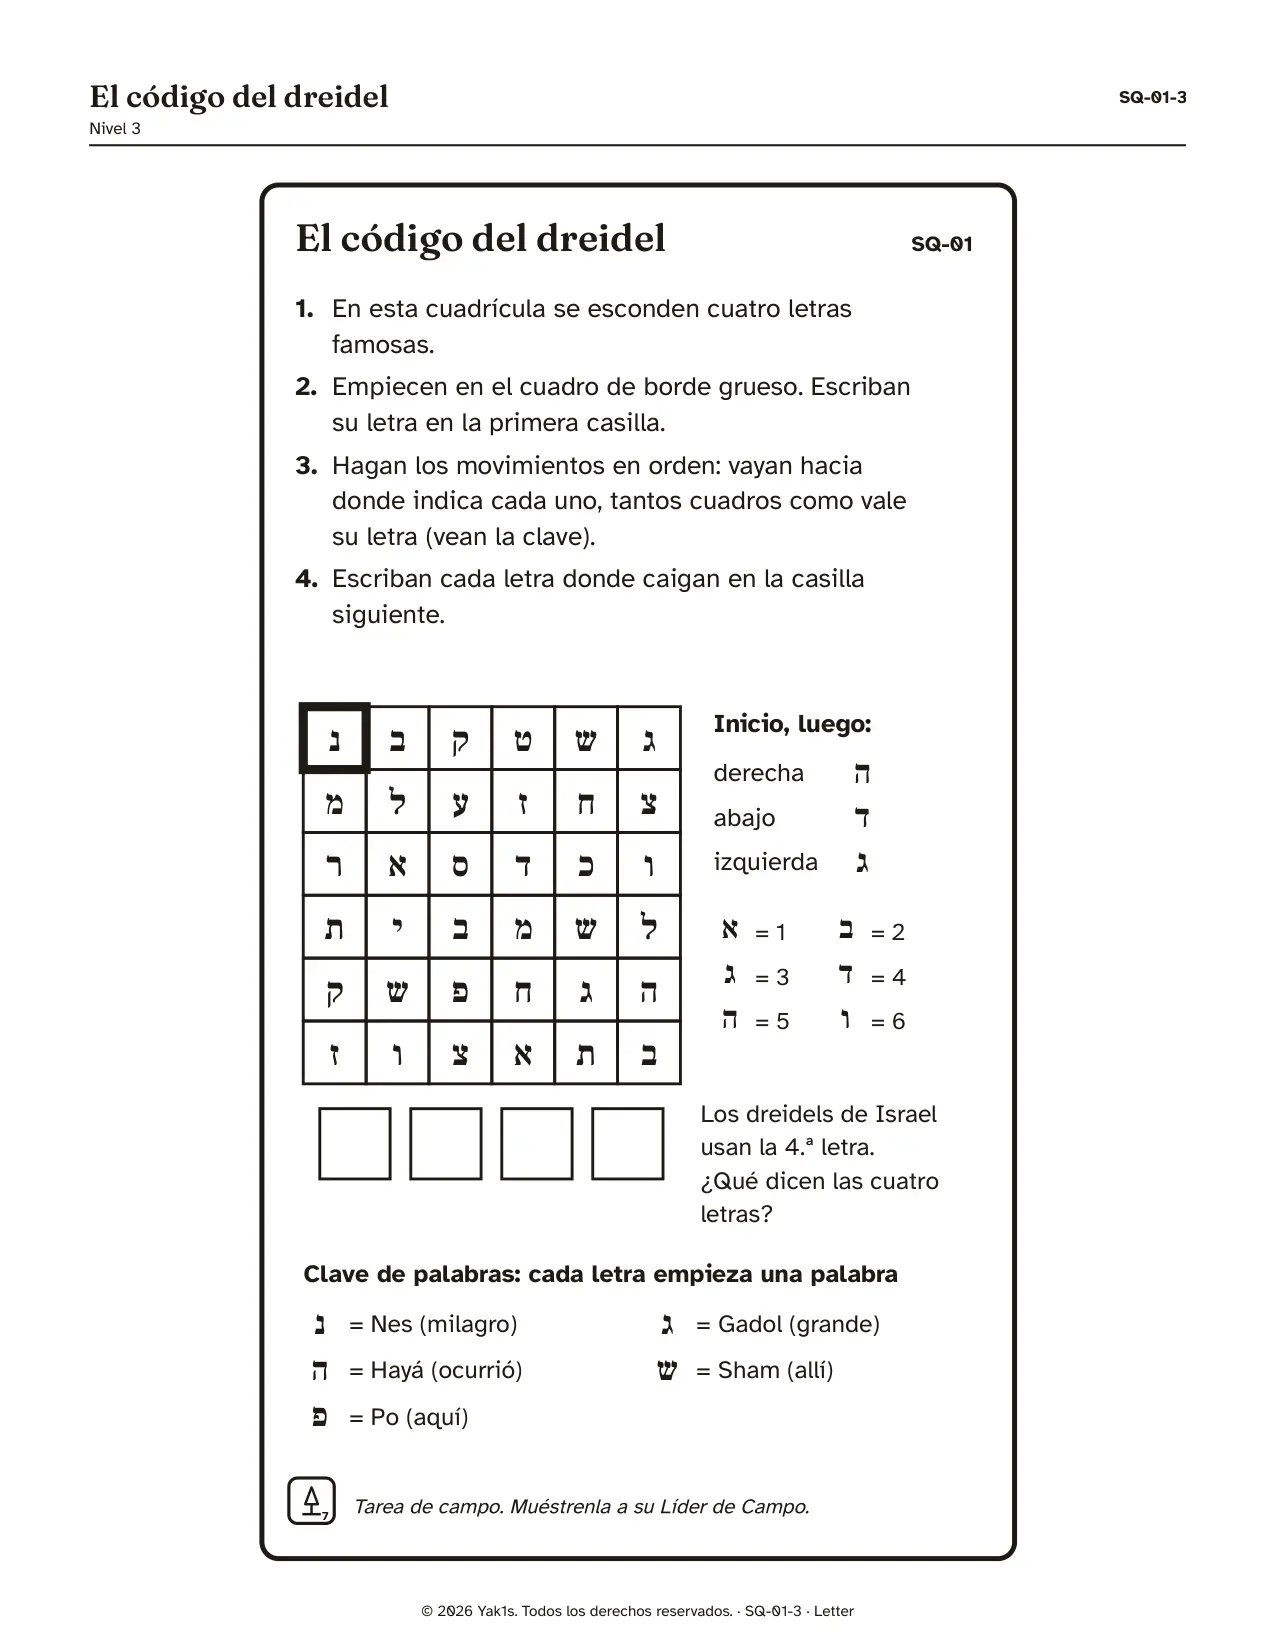 El código del dreidel
SQ-01-3
Nivel 3
El código del dreidel
SQ-01
1. En esta cuadrícula se esconden cuatro letras
famosas.
2. Empiecen en el cuadro de borde grueso. Escriban
su letra en la primera casilla.
3. Hagan los movimientos en orden: vayan hacia
donde indica cada uno, tantos cuadros como vale
su letra (vean la clave).
4. Escriban cada letra donde caigan en la casilla
siguiente.
נ ב ק ט ש ג
מ ל ע ז ח צ
ר א ס ד כ ו
ת י ב מ ש ל
ק ש פ ח ג ה
ז ו צ א ת ב
Inicio, luego:
derecha ה
abajo ד
izquierda ג
א = 1 ב = 2
ג = 3 ד = 4
ה = 5 ו = 6
Los dreidels de Israel
usan la 4.ª letra.
¿Qué dicen las cuatro
letras?
Clave de palabras: cada letra empieza una palabra
נ = Nes (milagro) ג = Gadol (grande)
ה = Hayá (ocurrió) ש = Sham (allí)
פ = Po (aquí)
7
Tarea de campo. Muéstrenla a su Líder de Campo.
© 2026 Yak1s. Todos los derechos reservados. · SQ-01-3 · Letter